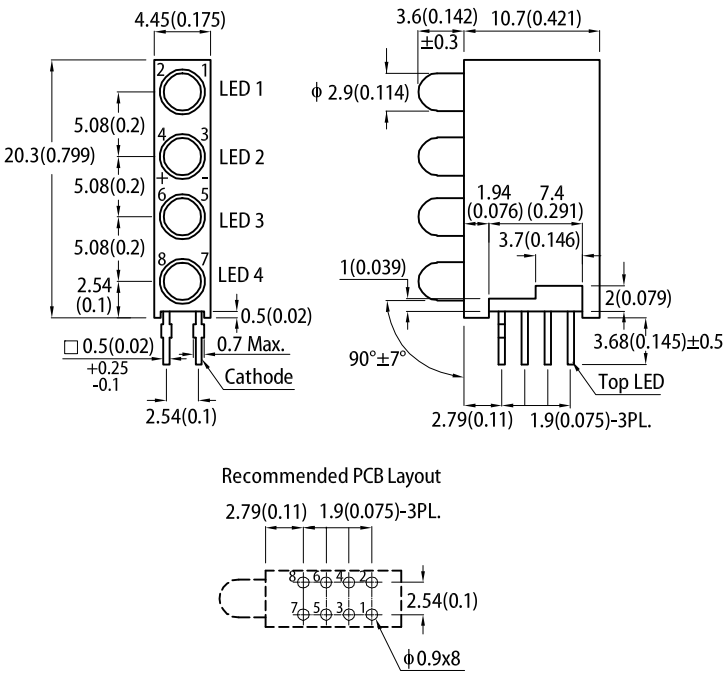 4.45(0.175)
2 1
LED 1
5.08(0.2)
4 3
LED 2
20.3(0.799)
+ -
5.08(0.2)
6 5
LED 3
5.08(0.2)
8 7
LED 4
2.54
(0.1)
0.5(0.02)
□ 0.5(0.02)
+0.25
-0.1
0.7 Max.
Cathode
2.54(0.1)
3.6(0.142)
±0.3
10.7(0.421)
ϕ 2.9(0.114)
1.94
(0.076)
7.4
(0.291)
3.7(0.146)
1(0.039)
2(0.079)
3.68(0.145)±0.5
90°±7°
Top LED
2.79(0.11)
1.9(0.075)-3PL.
Recommended PCB Layout
2.79(0.11)
1.9(0.075)-3PL.
8 6 4 2
7 5 3 1
2.54(0.1)
ϕ0.9x8